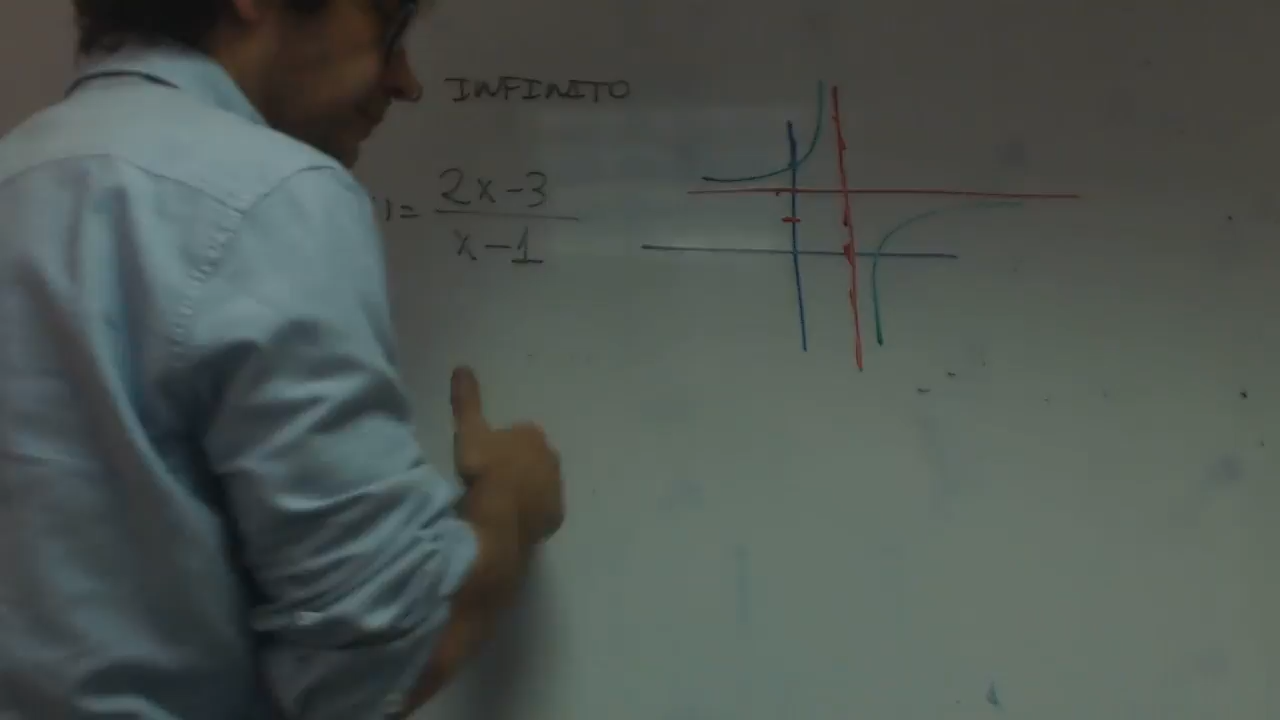 INFINITO
) = 2x-3
x-1